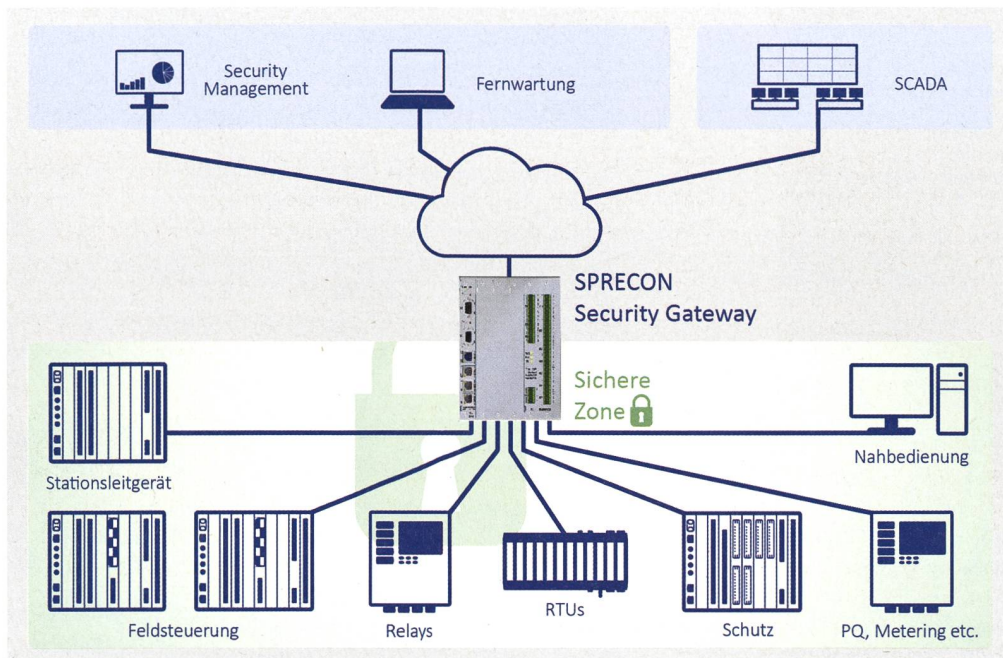 Security
Management
Fernwartung
SCADA
SPRECON
Security Gateway
Sichere
Zone
Stationsleitgerät
Nahbedienung
Feldsteuerung
Relays
RTUs
Schutz
PQ, Metering etc.